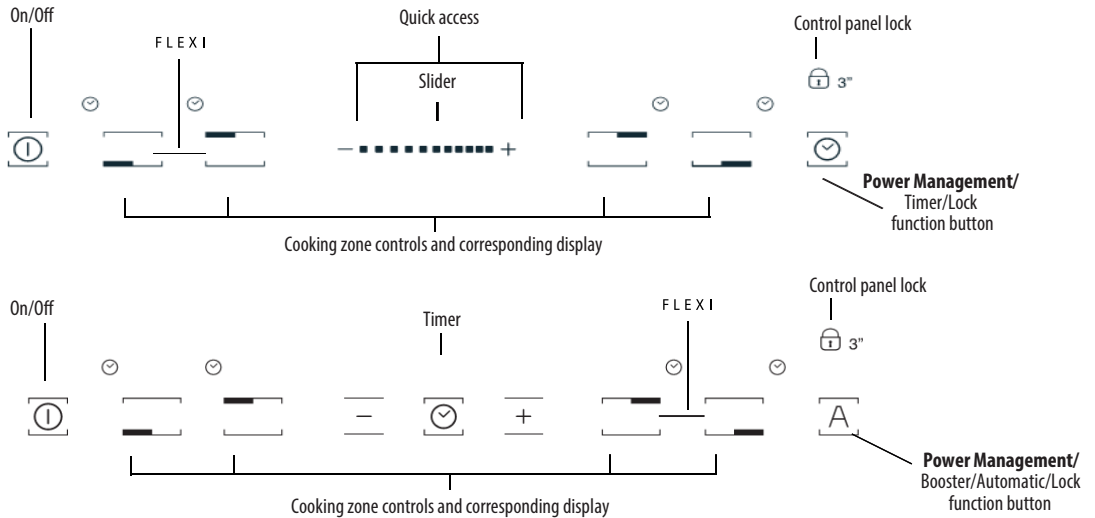 On/Off
Quick access
Control panel lock
FLEXI
Slider
3”
Power Management/
Timer/Lock
function button
Cooking zone controls and corresponding display
On/Off
Timer
FLEXI
Control panel lock
3”
A
Power Management/
Booster/Automatic/Lock
function button
Cooking zone controls and corresponding display